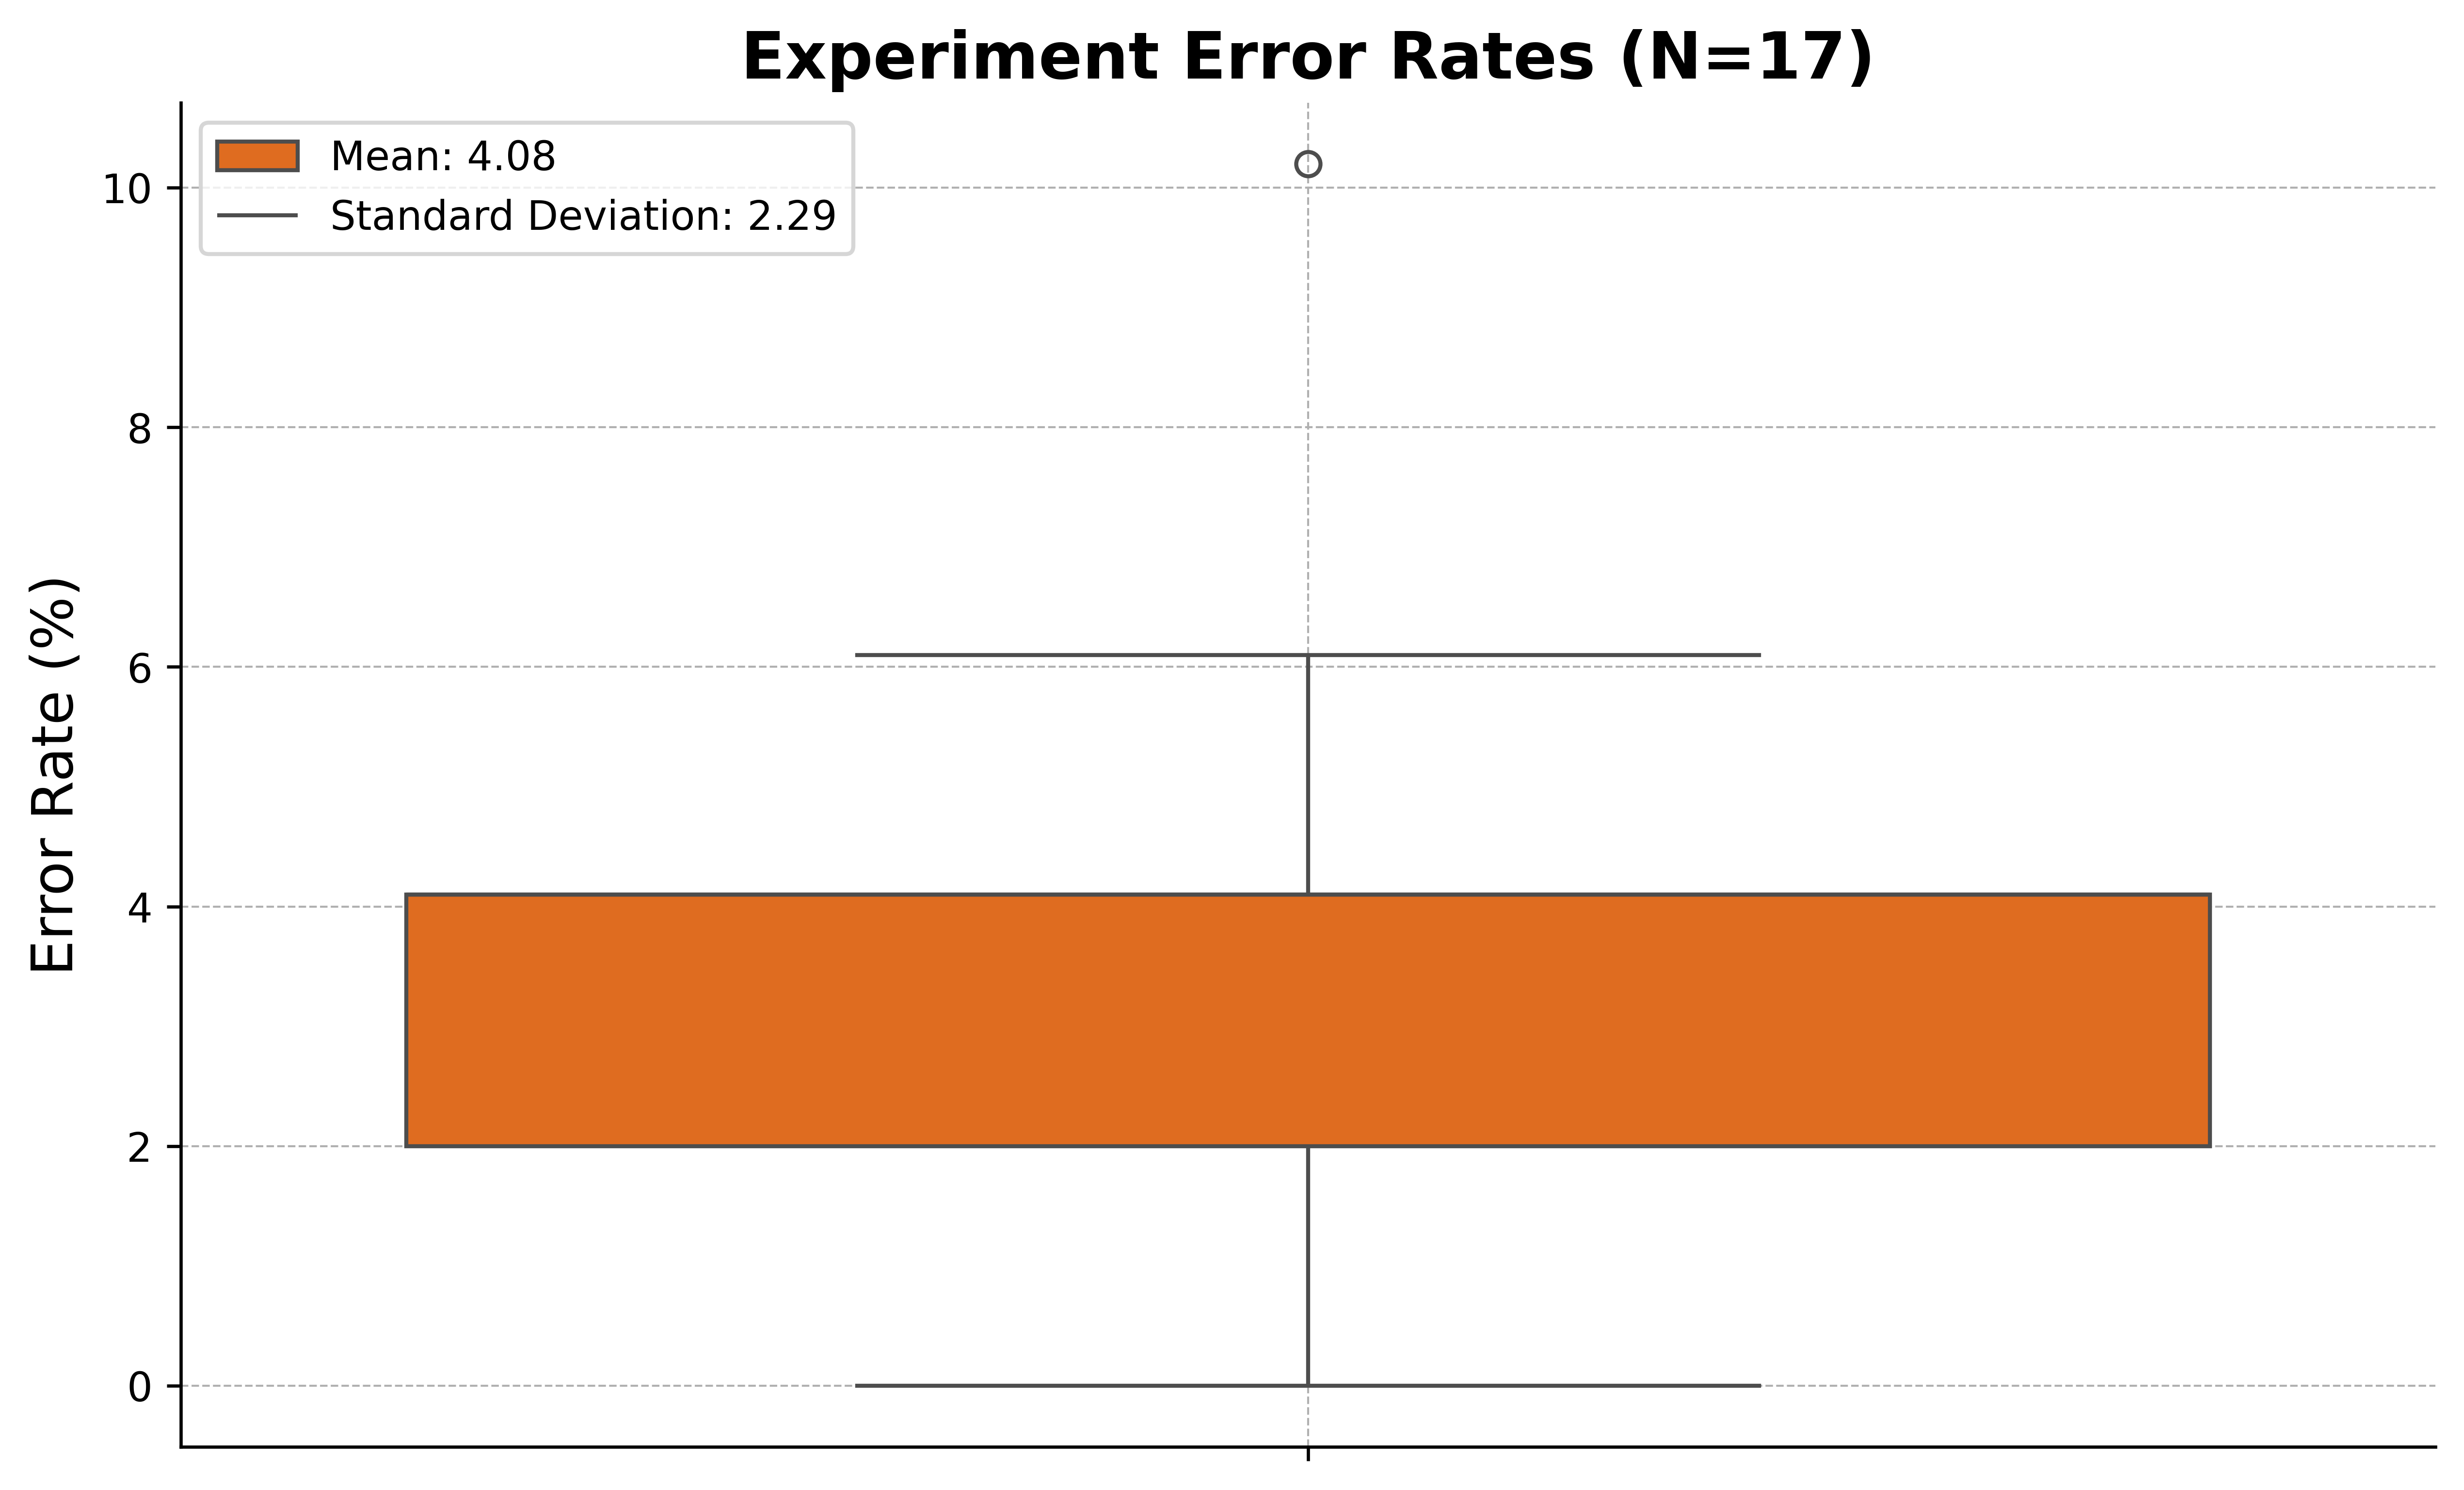 Experiment Error Rates (N=17)
Mean: 4.08
Standard Deviation: 2.29
Error Rate (%)
10
8
6
4
2
0